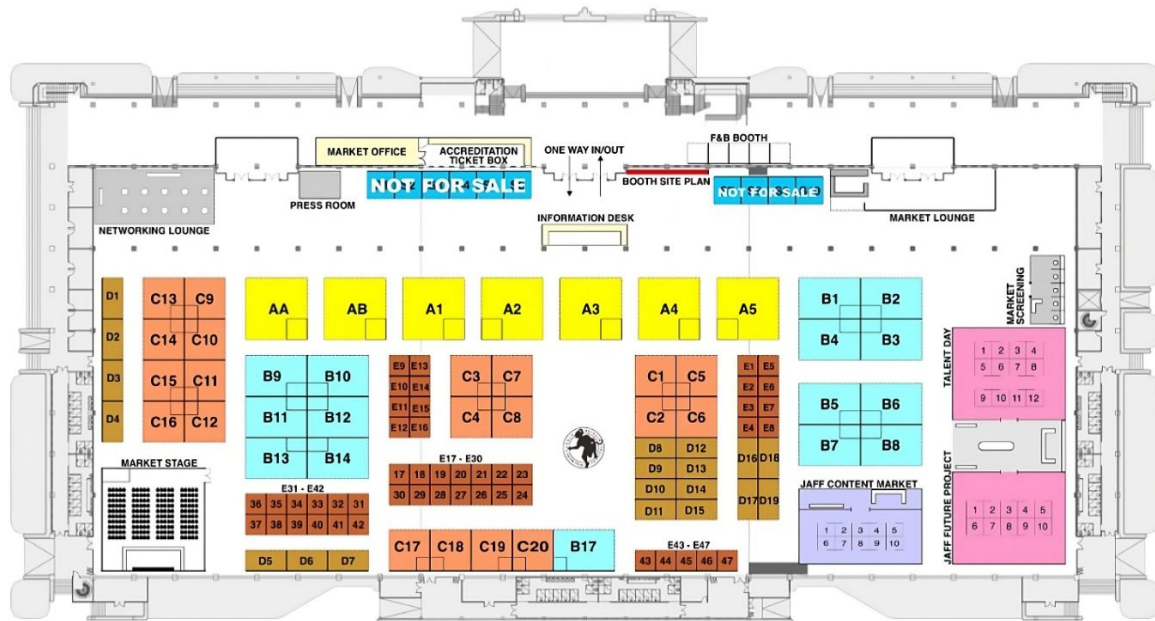 MARKET OFFICE
ACCREDITATION
TICKET BOX
ONE WAY IN/OUT
F&B BOOTH
NOT FOR SALE
PRESS ROOM
BOOTH SITE PLAN
NOT FOR SALE
NETWORKING LOUNGE
INFORMATION DESK
MARKET LOUNGE
MARKET SCREENING
D1
D2
D3
D4
C13 C9
C14 C10
C15 C11
C16 C12
AA
AB
A1
A2
A3
A4
A5
B1 B2
B4 B3
B9 B10
B11 B12
B13 B14
E9 E13
E10 E14
E11 E15
E12 E16
C3 C7
C4 C8
C1 C5
C2 C6
D8 D12
D9 D13
D10 D14
D11 D15
E1 E5
E2 E6
E3 E7
E4 E8
D16 D18
D17 D19
B5 B6
B7 B8
TALENT DAY
1 2 3 4
5 6 7 8
9 10 11 12
MARKET STAGE
E31 - E42
36 35 34 33 32 31
37 38 39 40 41 42
E17 - E30
17 18 19 20 21 22 23
30 29 28 27 26 25 24
JAFF CONTENT MARKET
1 2 3 4 5
6 7 8 9 10
JAFF FUTURE PROJECT
1 2 3 4 5
6 7 8 9 10
D5 D6 D7
C17 C18 C19 C20 B17
E43 - E47
43 44 45 46 47